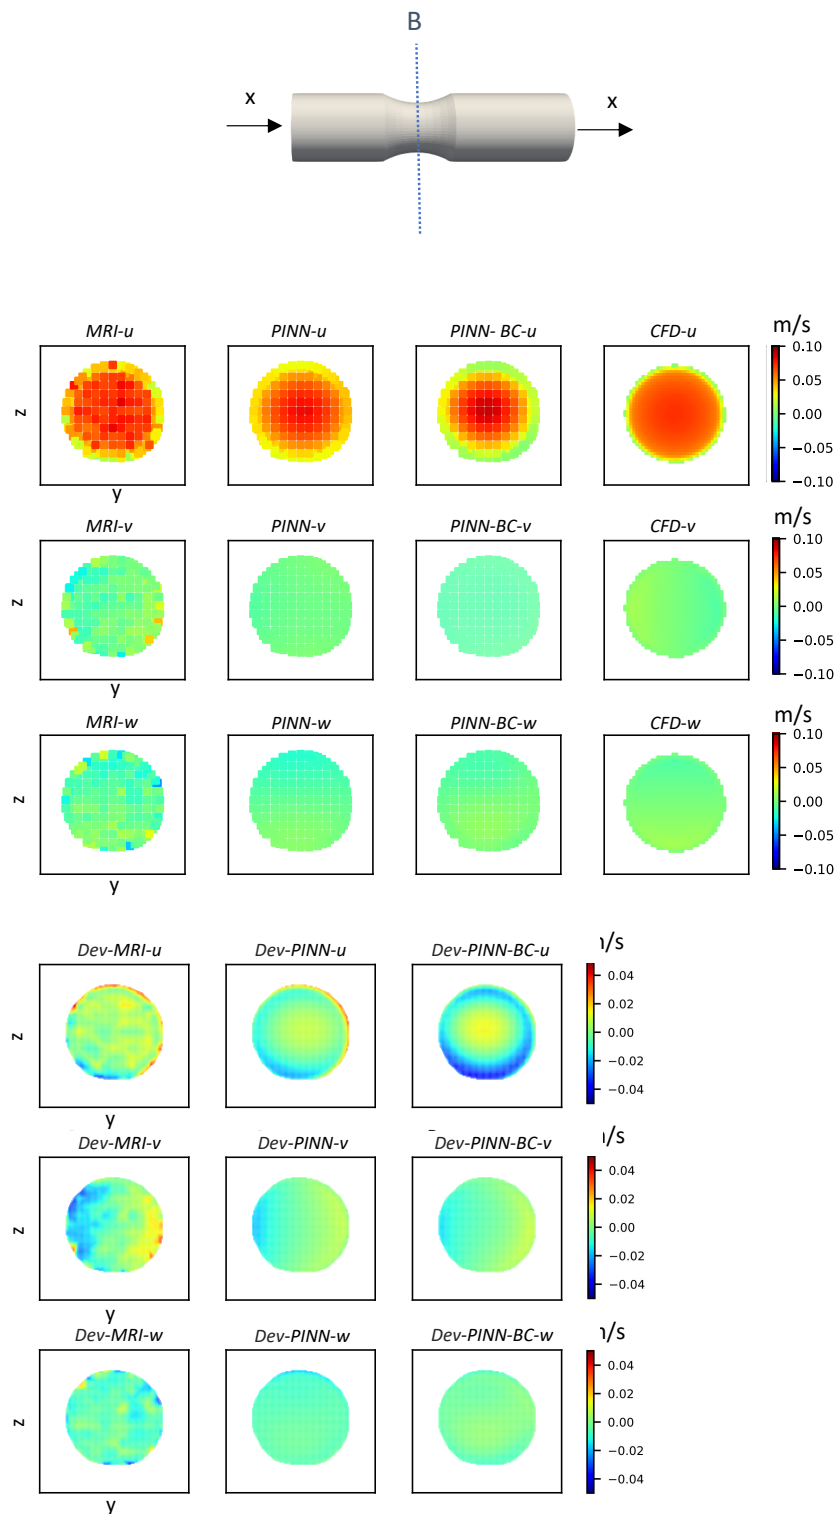 B
x
x
MRI-u
PINN-u
PINN- BC-u
CFD-u
m/s
0.10
0.05
0.00
−0.05
−0.10
z
y
MRI-v
PINN-v
PINN-BC-v
CFD-v
m/s
0.10
0.05
0.00
−0.05
−0.10
z
y
MRI-w
PINN-w
PINN-BC-w
CFD-w
m/s
0.10
0.05
0.00
−0.05
−0.10
z
y
Dev-MRI-u
Dev-PINN-u
Dev-PINN-BC-u
/s
0.04
0.02
0.00
−0.02
−0.04
z
y
Dev-MRI-v
Dev-PINN-v
Dev-PINN-BC-v
/s
0.04
0.02
0.00
−0.02
−0.04
z
y
Dev-MRI-w
Dev-PINN-w
Dev-PINN-BC-w
/s
0.04
0.02
0.00
−0.02
−0.04
z
y